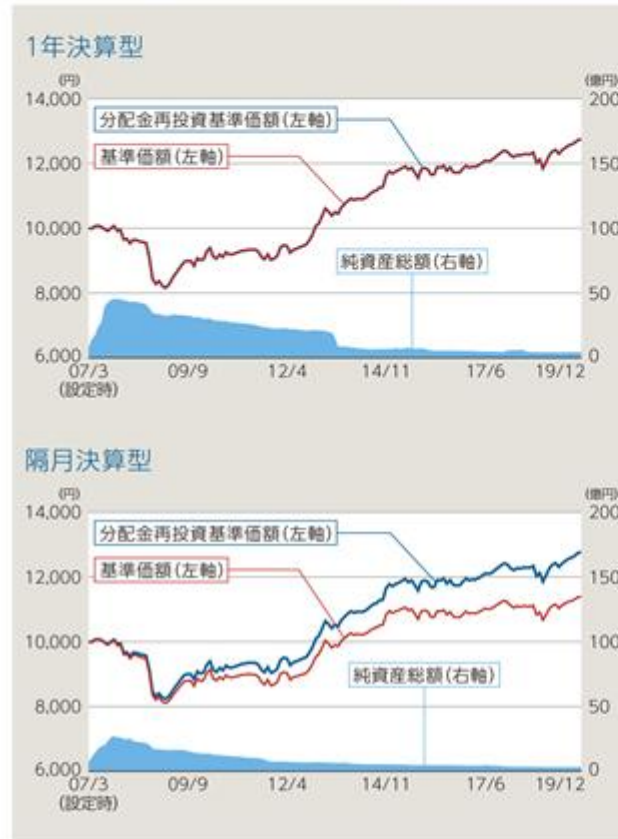 1年決算型
(円)
(億円)
14,000
200
分配金再投資基準価額(左軸)
12,000
150
基準価額(左軸)
10,000
100
純資産総額(右軸)
8,000
50
6,000
0
07/3
09/9
12/4
14/11
17/6
19/12
(設定時)
隔月決算型
(円)
(億円)
14,000
200
分配金再投資基準価額(左軸)
12,000
150
基準価額(左軸)
10,000
100
純資産総額(右軸)
8,000
50
6,000
0
07/3
09/9
12/4
14/11
17/6
19/12
(設定時)